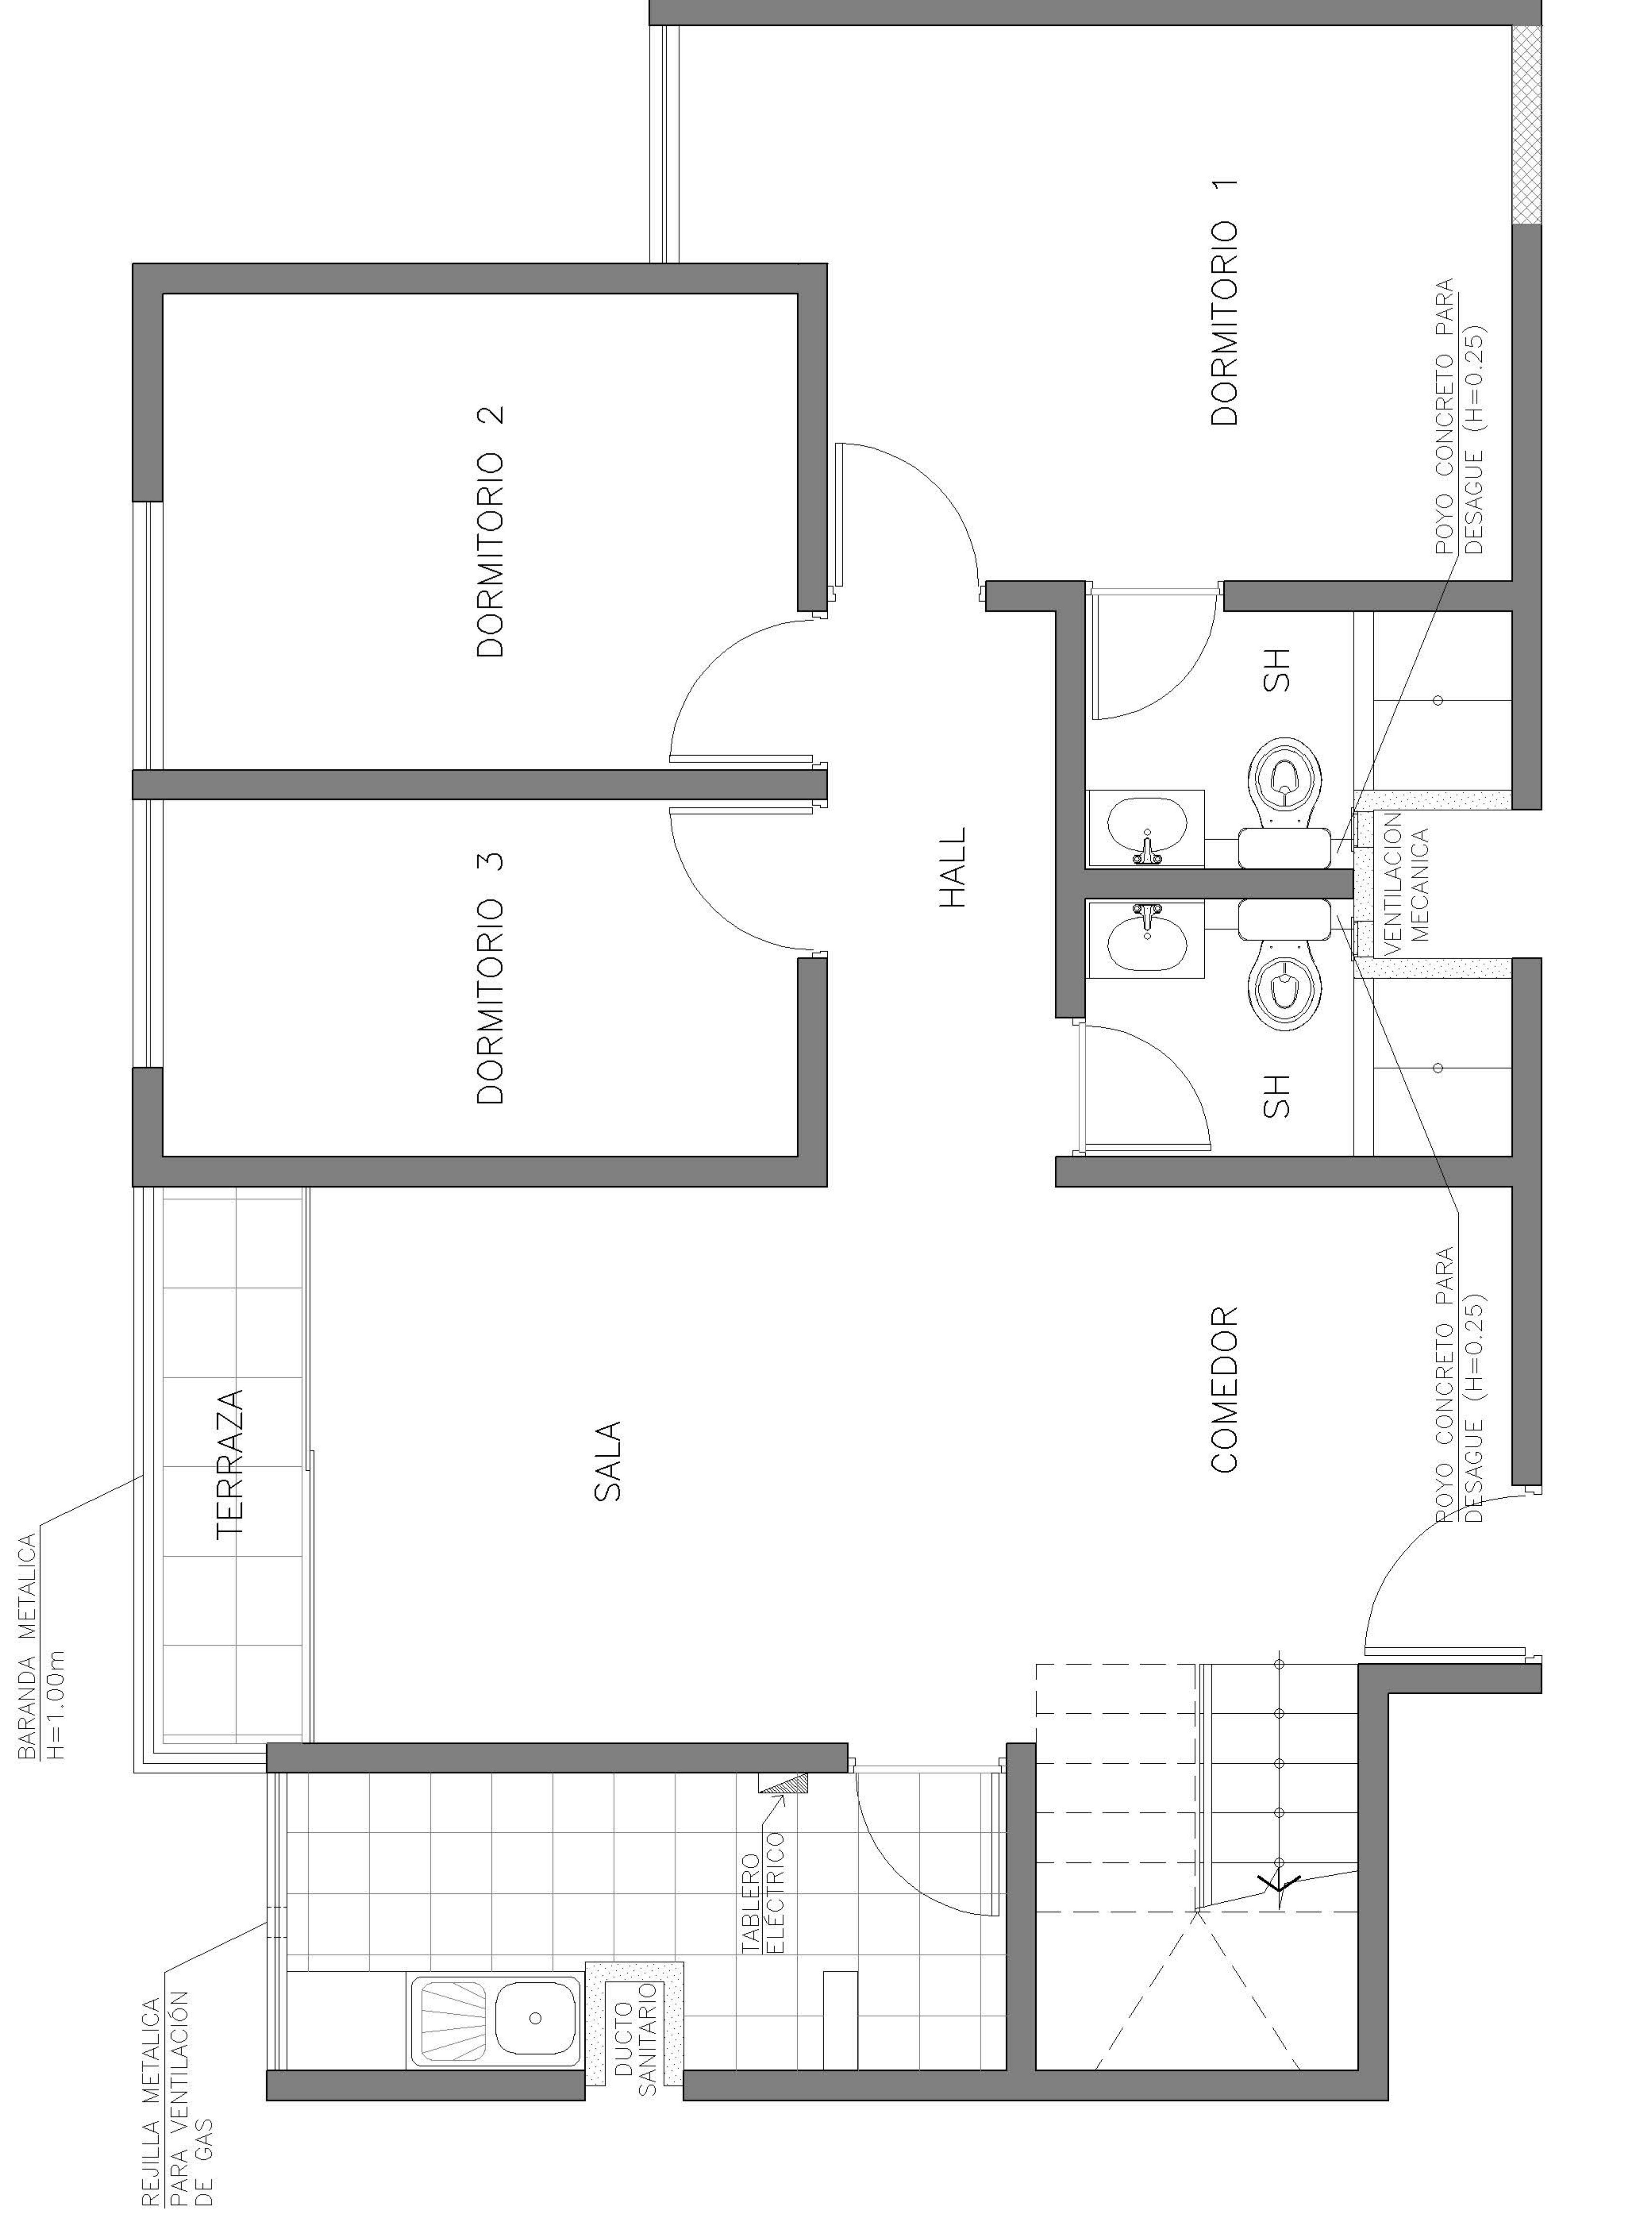 BARANDA METALICA
H=1.00m
REJILLA METALICA
PARA VENTILACIÓN
DE GAS
TERRAZA
DORMITORIO 3
DORMITORIO 2
SALA
DUCTO
SANITARIO
TABLERO
ELÉCTRICO
HALL
COMEDOR
DORMITORIO 1
SH
SH
VENTILACION
MECANICA
POYO CONCRETO PARA
DESAGUE (H=0.25)
POYO CONCRETO PARA
DESAGUE (H=0.25)